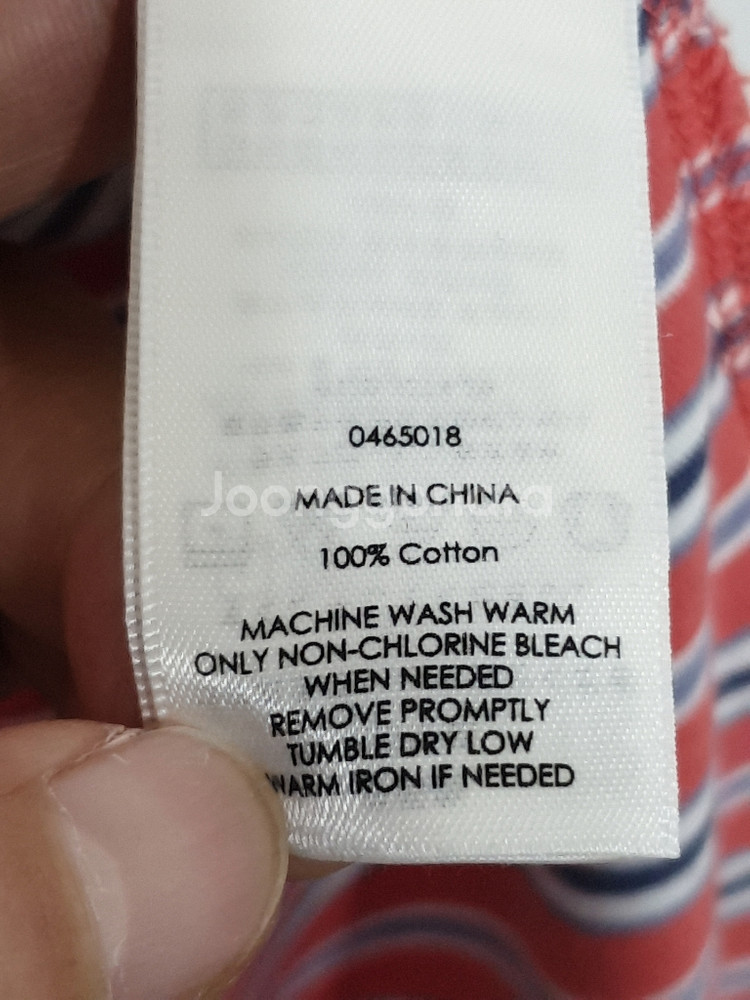 0465018
MADE IN CHINA
100% Cotton
MACHINE WASH WARM
ONLY NON-CHLORINE BLEACH
WHEN NEEDED
REMOVE PROMPTLY
TUMBLE DRY LOW
WARM IRON IF NEEDED